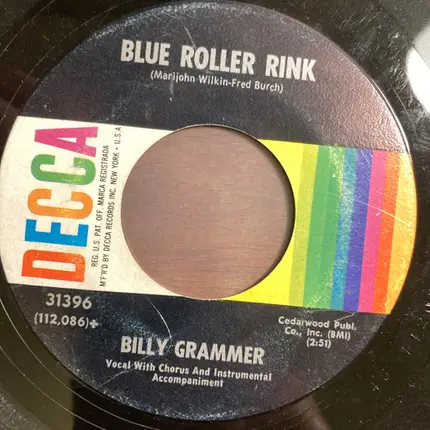 BLUE ROLLER RINK
(Marijohn Wilkin-Fred Burch)
DECCA
REG. U.S. PAT. OFF. MARCA REGISTRADA
M'F'R'D BY DECCA RECORDS INC. NEW YORK - U.S.A
31396
(112,086)+
Cedarwood Publ.
Co., Inc. (BMI)
(2:51)
BILLY GRAMMER
Vocal With Chorus And Instrumental
Accompaniment